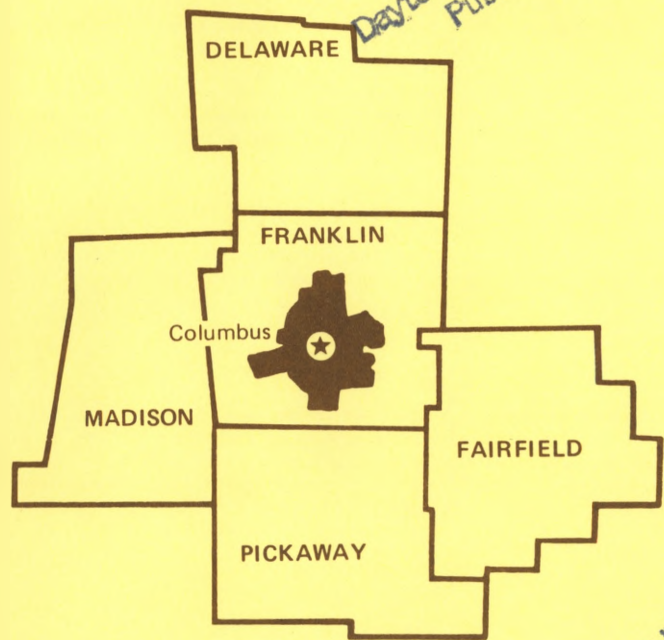 DELAWARE
FRANKLIN
Columbus
MADISON
FAIRFIELD
PICKAWAY